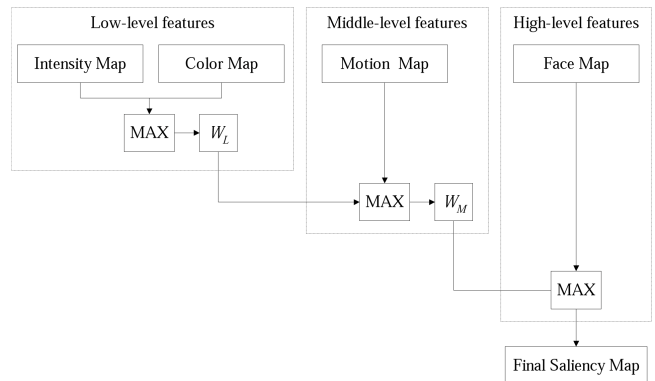 Low-level features
Middle-level features
High-level features
Intensity Map
Color Map
Motion Map
Face Map
MAX
W_L
MAX
W_M
MAX
Final Saliency Map